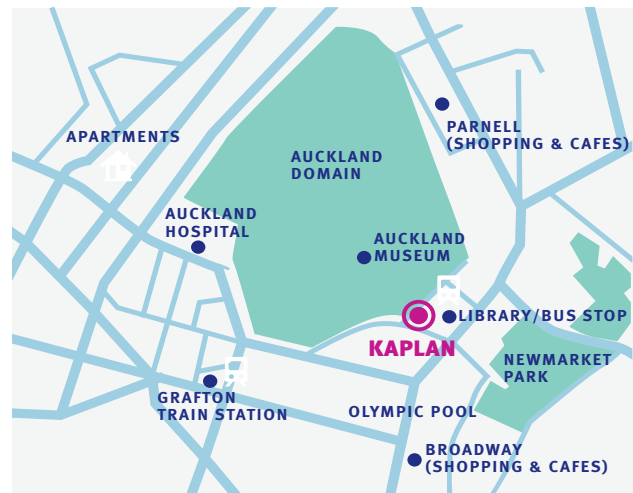 APARTMENTS
PARNELL
(SHOPPING & CAFES)
AUCKLAND
DOMAIN
AUCKLAND
HOSPITAL
AUCKLAND
MUSEUM
LIBRARY/BUS STOP
KAPLAN
NEWMARKET
PARK
GRAFTON
TRAIN STATION
OLYMPIC POOL
BROADWAY
(SHOPPING & CAFES)